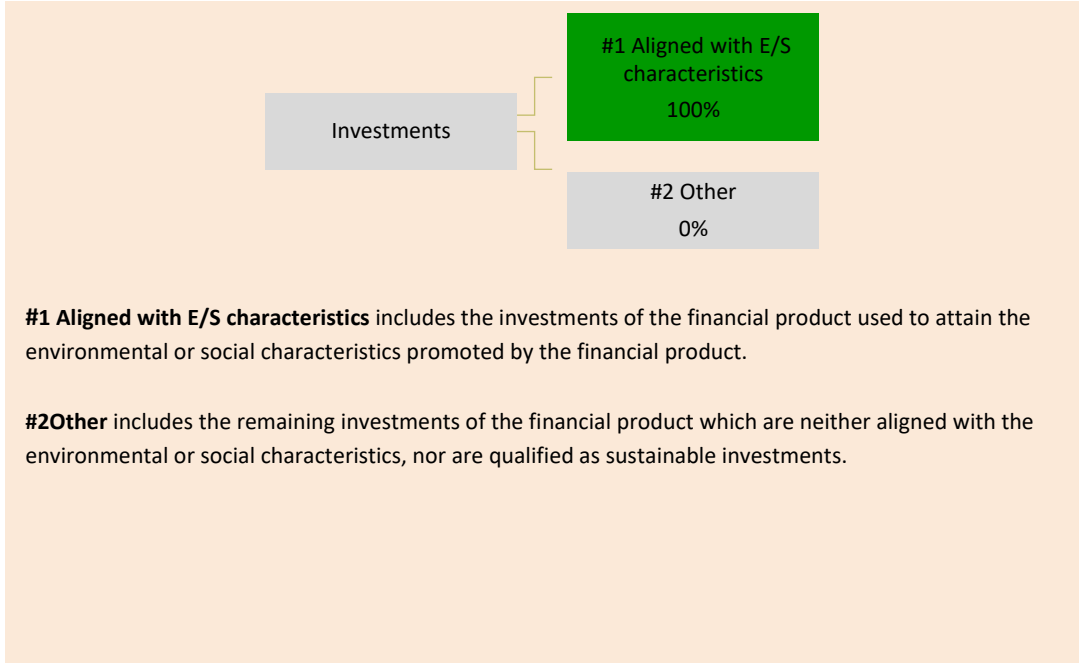 #1 Aligned with E/S
characteristics
100%
Investments
#2 Other
0%
#1 Aligned with E/S characteristics includes the investments of the financial product used to attain the
environmental or social characteristics promoted by the financial product.
#2Other includes the remaining investments of the financial product which are neither aligned with the
environmental or social characteristics, nor are qualified as sustainable investments.